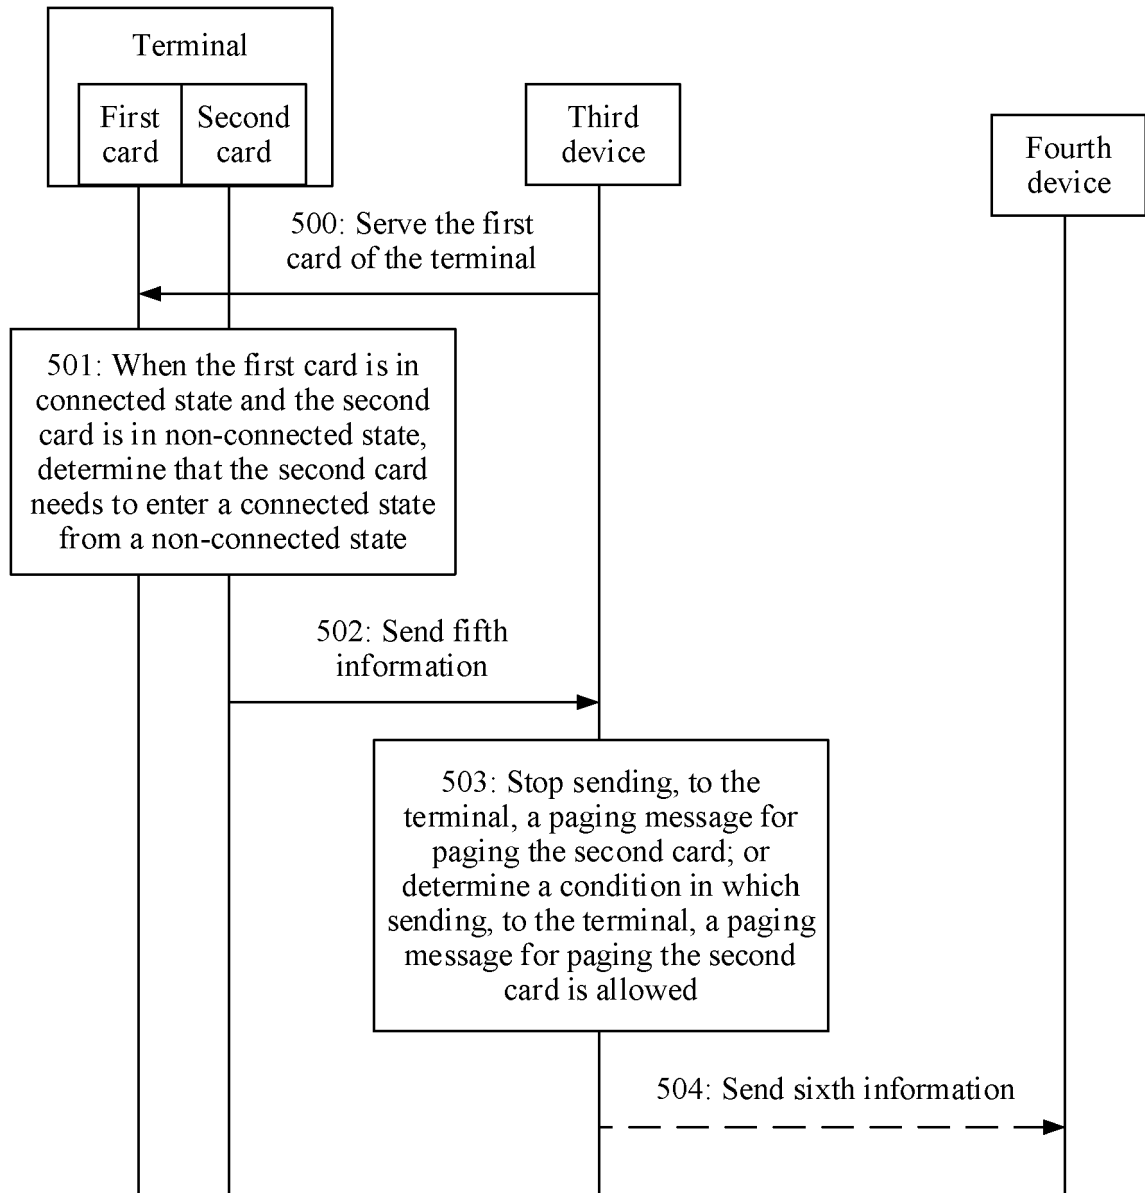 Terminal
First
card
Second
card
Third
device
Fourth
device
500: Serve the first
card of the terminal
501: When the first card is in
connected state and the second
card is in non-connected state,
determine that the second card
needs to enter a connected state
from a non-connected state
502: Send fifth
information
503: Stop sending, to the
terminal, a paging message for
paging the second card; or
determine a condition in which
sending, to the terminal, a paging
message for paging the second
card is allowed
504: Send sixth information